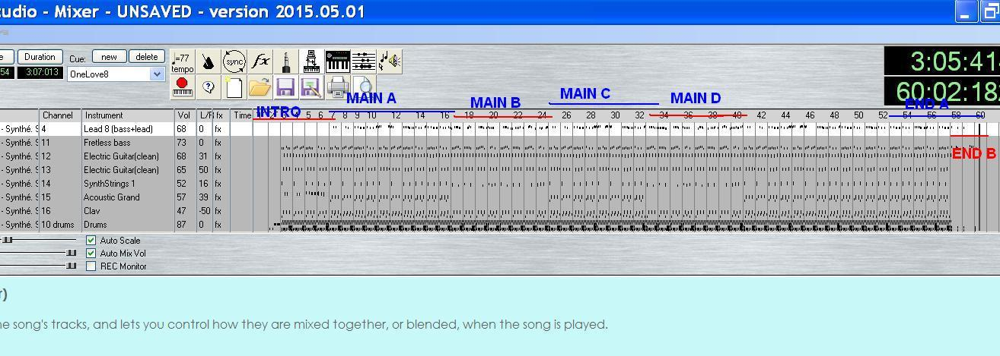 tudio - Mixer - UNSAVED - version 2015.05.01
e Duration Cue: new delete
54 3:07:013 OneLove8
♩=77
tempo
sync
fx
3:05:41
60:02:18
MAIN A MAIN B MAIN C MAIN D END A
INTRO
Channel Instrument Vol L/R fx Time 2 3 4 5 6 7 8 9 10 12 14 16 18 20 22 24 26 28 30 32 34 36 38 40 42 44 46 48 50 52 54 56 58 60
- Synthé. S 4 Lead 8 (bass+lead) 68 0 fx
- Synthé. S 11 Fretless bass 73 0 fx
- Synthé. S 12 Electric Guitar(clean) 68 31 fx
END B
- Synthé. S 13 Electric Guitar(clean) 65 50 fx
- Synthé. S 14 SynthStrings 1 52 16 fx
- Synthé. S 15 Acoustic Grand 57 39 fx
- Synthé. S 16 Clav 47 -50 fx
- Synthé. S 10 drums Drums 87 0 fx
Auto Scale
Auto Mix Vol
REC Monitor
r)
he song's tracks, and lets you control how they are mixed together, or blended, when the song is played.